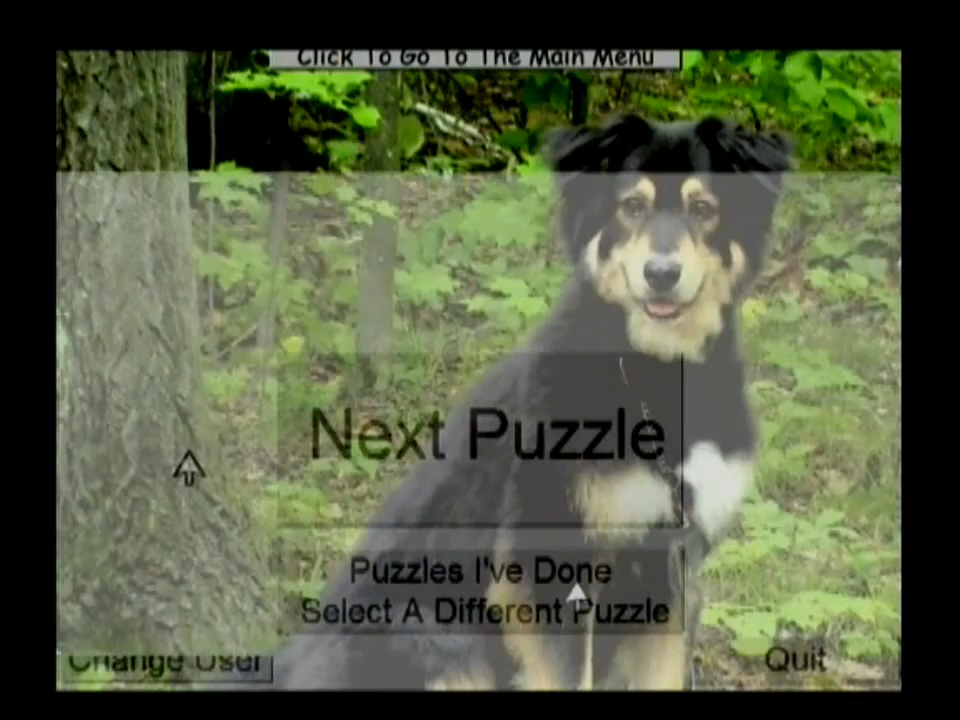 Click To Go To The Main Menu
Next Puzzle
Puzzles I've Done
Select A Different Puzzle
Change User
Quit